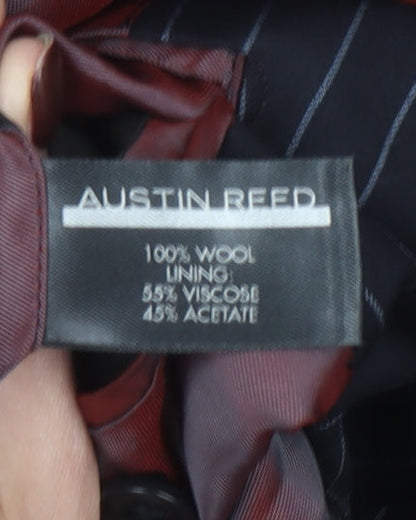 AUSTIN REED
100% WOOL
LINING:
55% VISCOSE
45% ACETATE